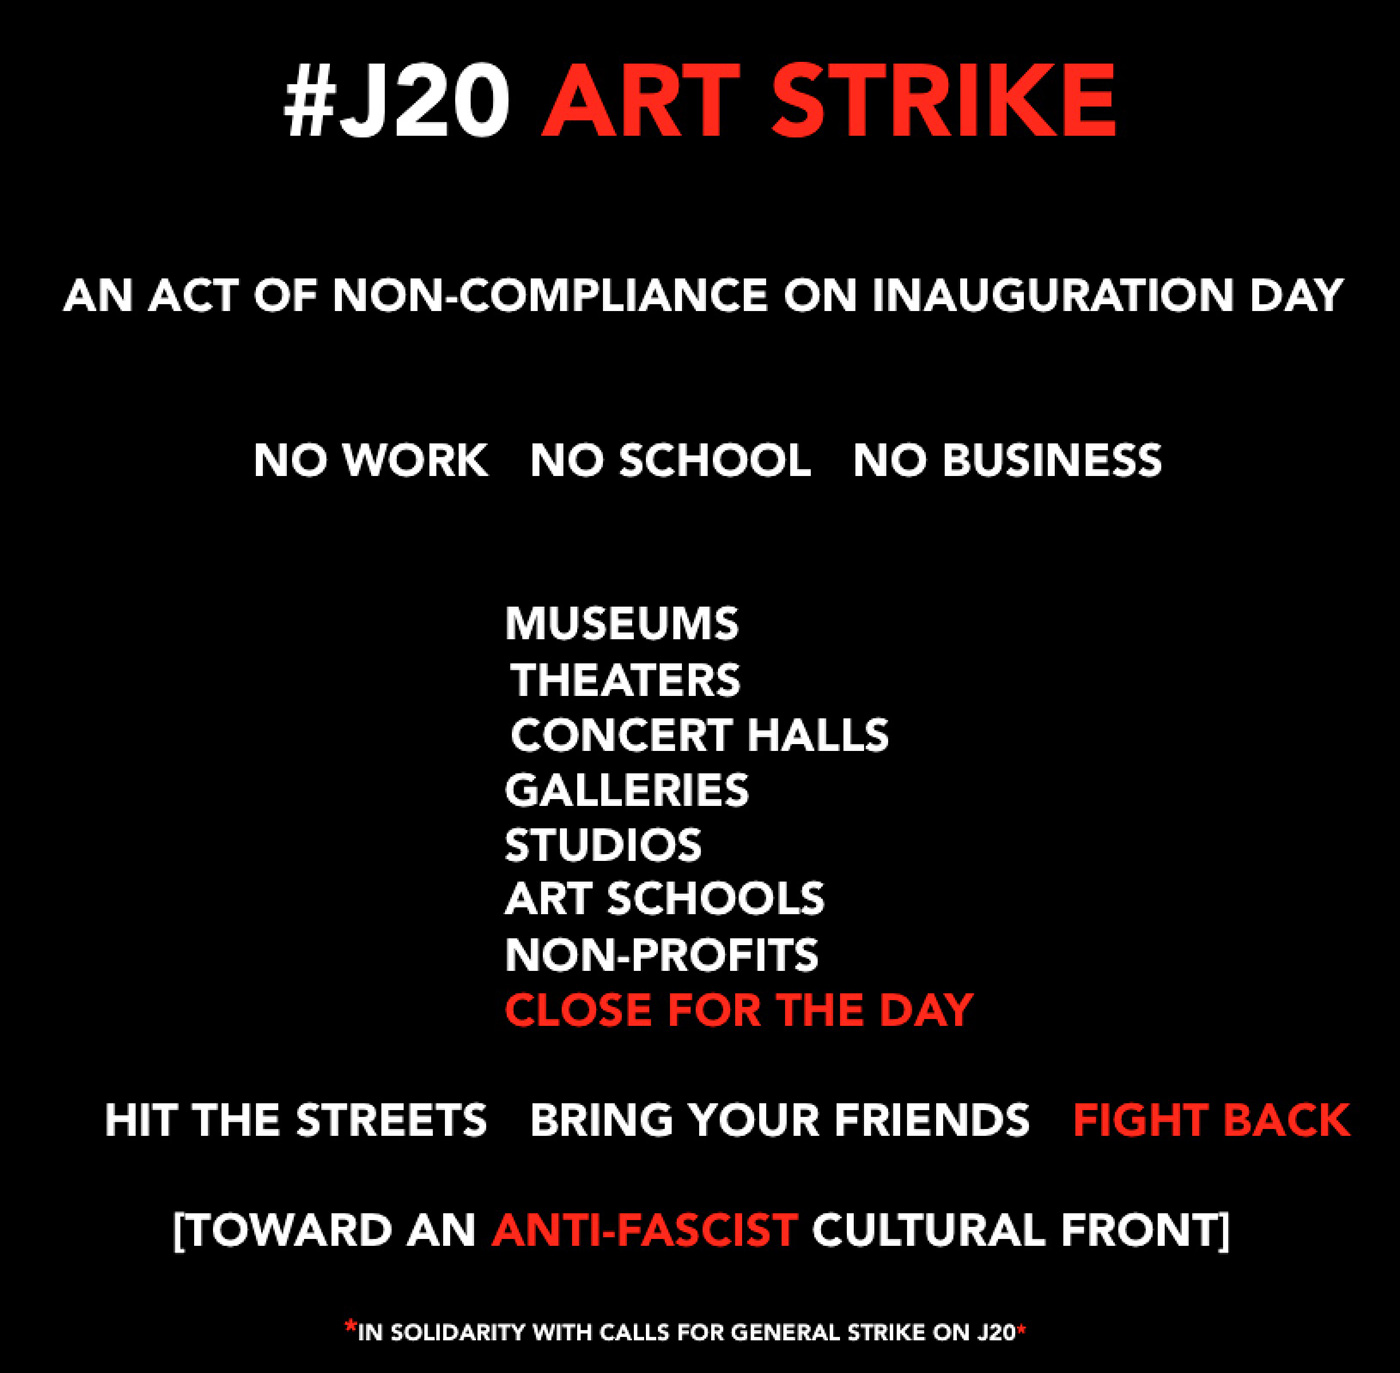 #J20 ART STRIKE
AN ACT OF NON-COMPLIANCE ON INAUGURATION DAY
NO WORK NO SCHOOL NO BUSINESS
MUSEUMS
THEATERS
CONCERT HALLS
GALLERIES
STUDIOS
ART SCHOOLS
NON-PROFITS
CLOSE FOR THE DAY
HIT THE STREETS BRING YOUR FRIENDS FIGHT BACK
[TOWARD AN ANTI-FASCIST CULTURAL FRONT]
*IN SOLIDARITY WITH CALLS FOR GENERAL STRIKE ON J20*